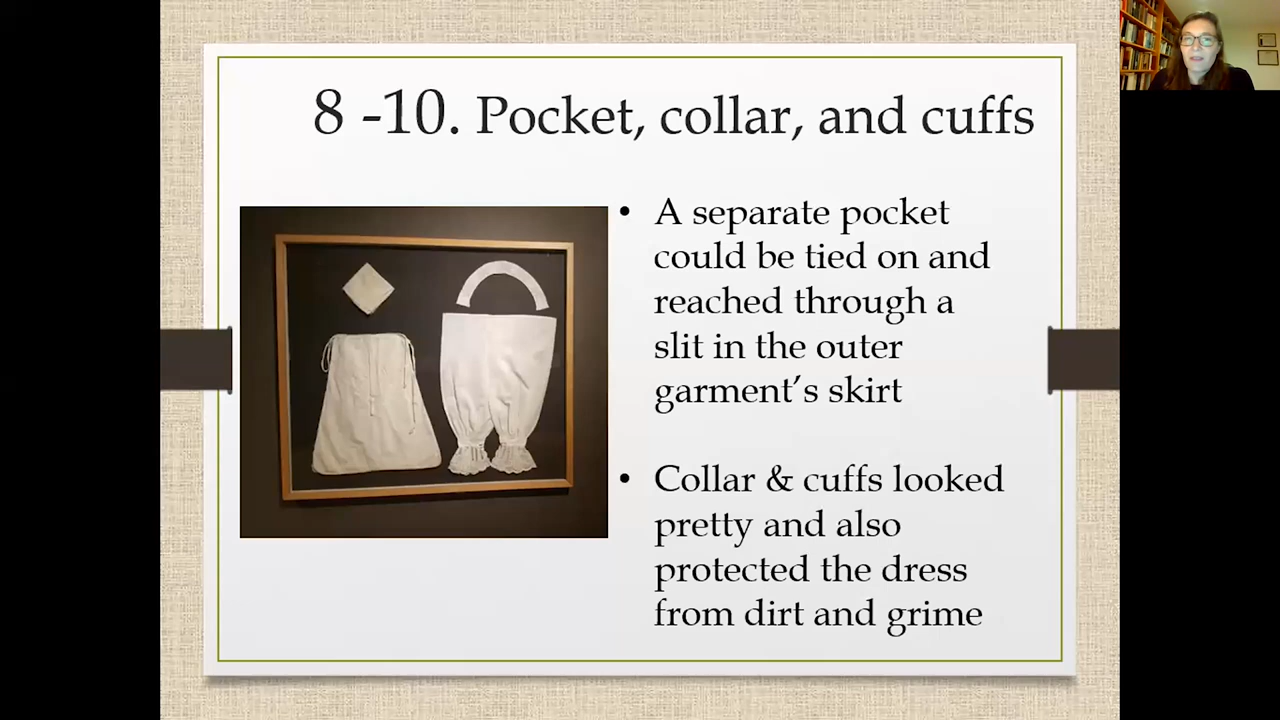 8 -10. Pocket, collar, and cuffs
• A separate pocket
could be tied on and
reached through a
slit in the outer
garment’s skirt
• Collar & cuffs looked
pretty and also
protected the dress
from dirt and grime